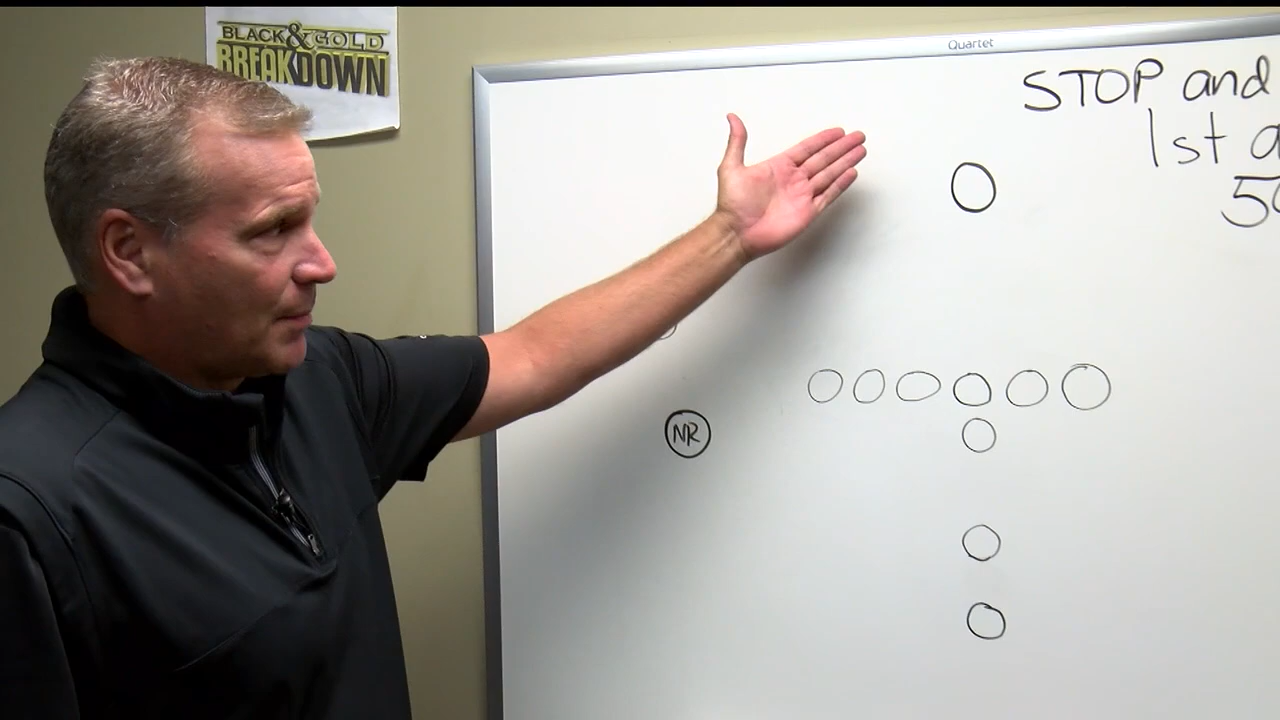 BLACK & GOLD
BREAKDOWN
Quartet
STOP and
1st
NR